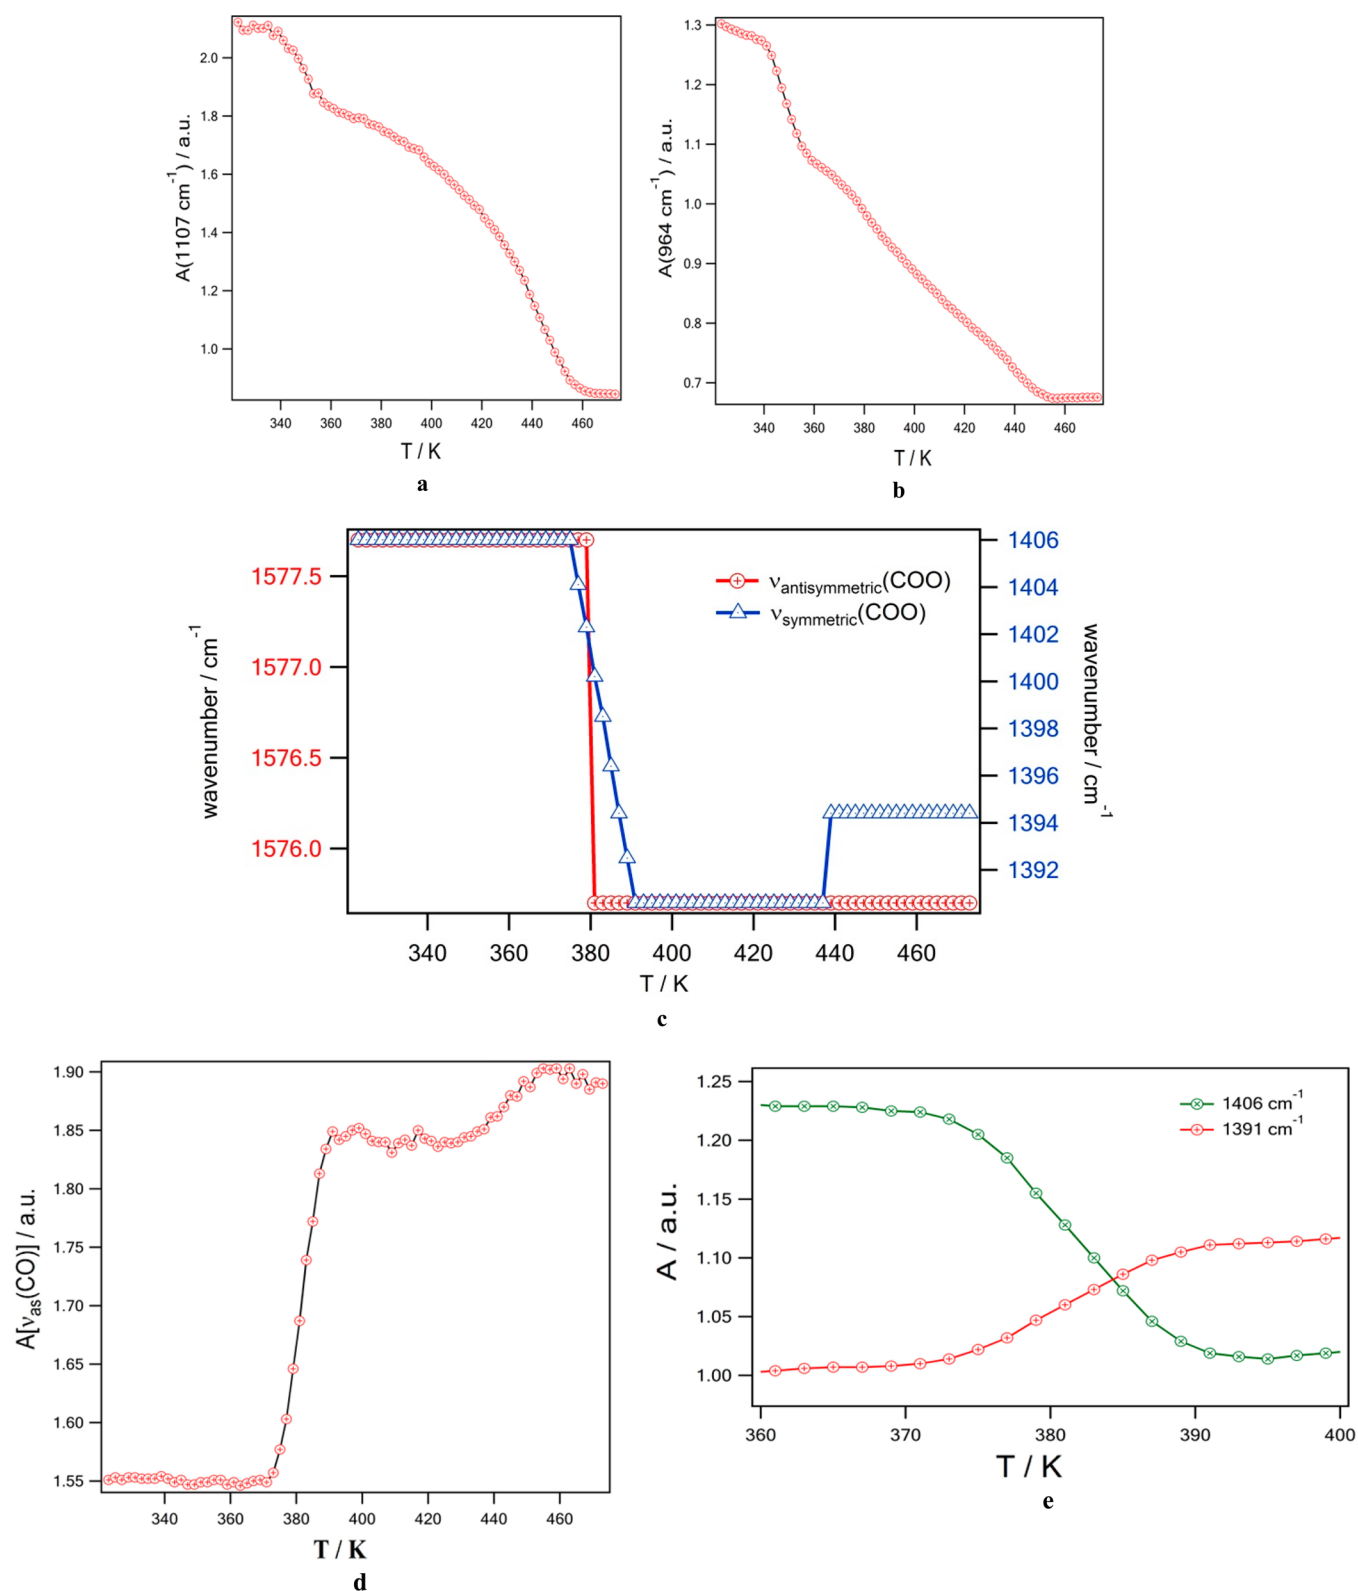 2.0
1.8
1.6
1.4
1.2
1.0
A(1107 cm⁻¹) / a.u.
340 360 380 400 420 440 460
T / K
a
1.3
1.2
1.1
1.0
0.9
0.8
0.7
A(964 cm⁻¹) / a.u.
340 360 380 400 420 440 460
T / K
b
1577.5
1577.0
1576.5
1576.0
wavenumber / cm⁻¹
ν antisymmetric(COO)
ν symmetric(COO)
1406
1404
1402
1400
1398
1396
1394
1392
wavenumber / cm⁻¹
340 360 380 400 420 440 460
T / K
c
1.90
1.85
1.80
1.75
1.70
1.65
1.60
1.55
A[νas(CO)] / a.u.
340 360 380 400 420 440 460
T / K
d
1.25
1.20
1.15
1.10
1.05
1.00
A / a.u.
1406 cm⁻¹
1391 cm⁻¹
360 370 380 390 400
T / K
e